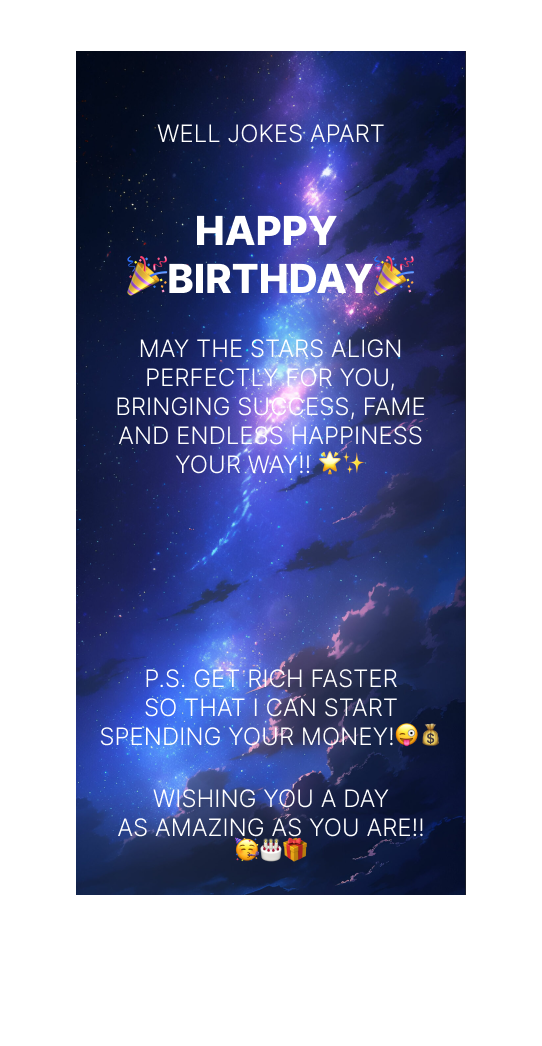 WELL JOKES APART
HAPPY
🎉BIRTHDAY🎉
MAY THE STARS ALIGN
PERFECTLY FOR YOU,
BRINGING SUCCESS, FAME
AND ENDLESS HAPPINESS
YOUR WAY!! 🌟✨
P.S. GET RICH FASTER
SO THAT I CAN START
SPENDING YOUR MONEY!😜💰
WISHING YOU A DAY
AS AMAZING AS YOU ARE!!
🥳🎂🎁